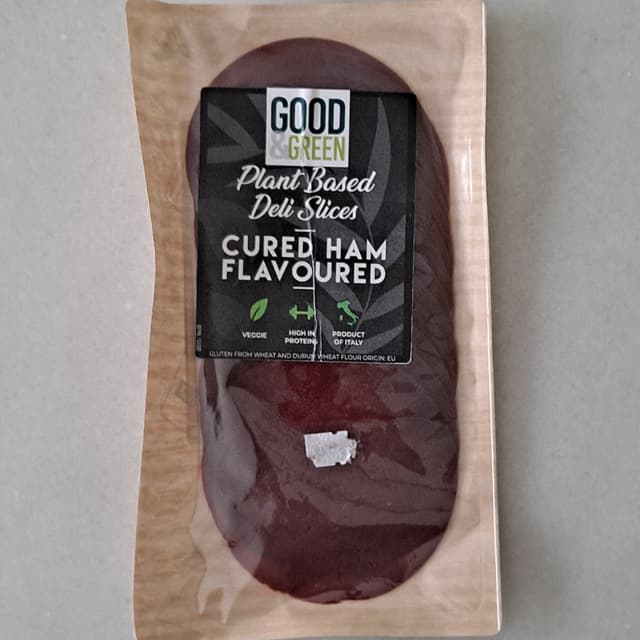 GOOD
&GREEN
Plant Based
Deli Slices
CURED HAM
FLAVOURED
VEGGIE
HIGH IN
PROTEINS
PRODUCT
OF ITALY
GLUTEN FROM WHEAT AND DURUM WHEAT FLOUR ORIGIN: EU